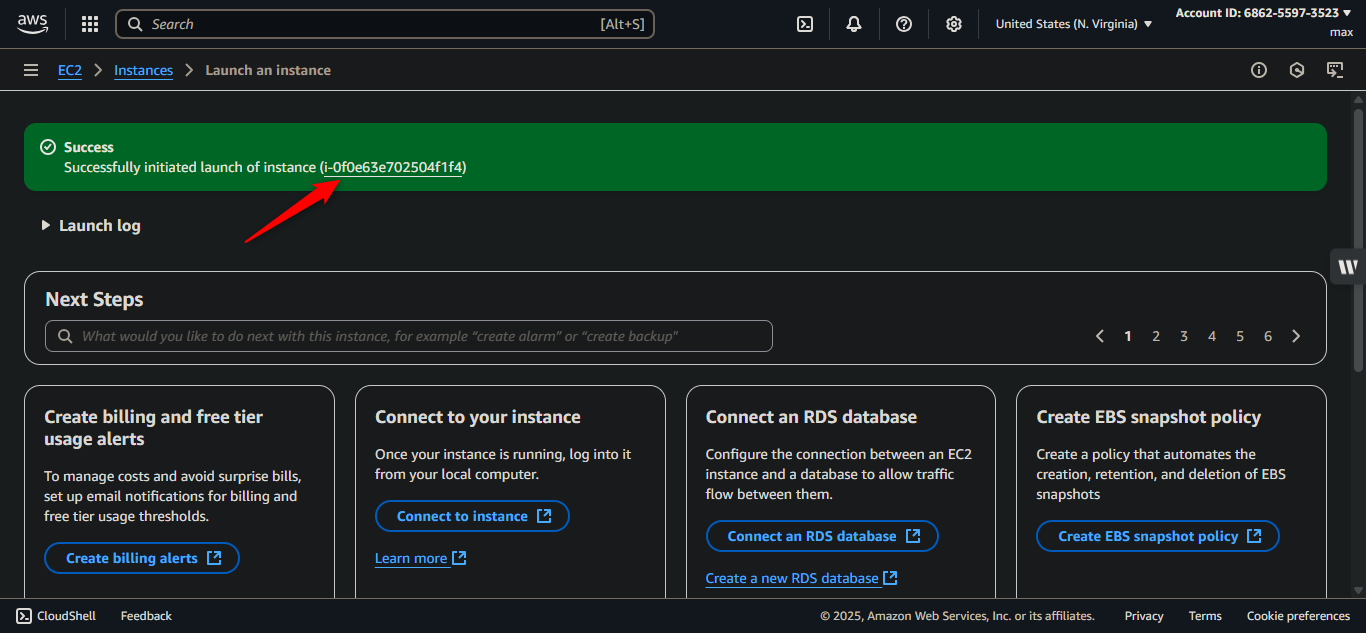 aws
Search [Alt+S]
United States (N. Virginia)
Account ID: 6862-5597-3523
max
EC2 Instances Launch an instance
Success
Successfully initiated launch of instance (i-0f0e63e702504f1f4)
Launch log
Next Steps
What would you like to do next with this instance, for example “create alarm” or “create backup”
1 2 3 4 5 6
Create billing and free tier
usage alerts
To manage costs and avoid surprise bills,
set up email notifications for billing and
free tier usage thresholds.
Create billing alerts
Connect to your instance
Once your instance is running, log into it
from your local computer.
Connect to instance
Learn more
Connect an RDS database
Configure the connection between an EC2
instance and a database to allow traffic
flow between them.
Connect an RDS database
Create a new RDS database
Create EBS snapshot policy
Create a policy that automates the
creation, retention, and deletion of EBS
snapshots
Create EBS snapshot policy
CloudShell Feedback
© 2025, Amazon Web Services, Inc. or its affiliates. Privacy Terms Cookie preferences